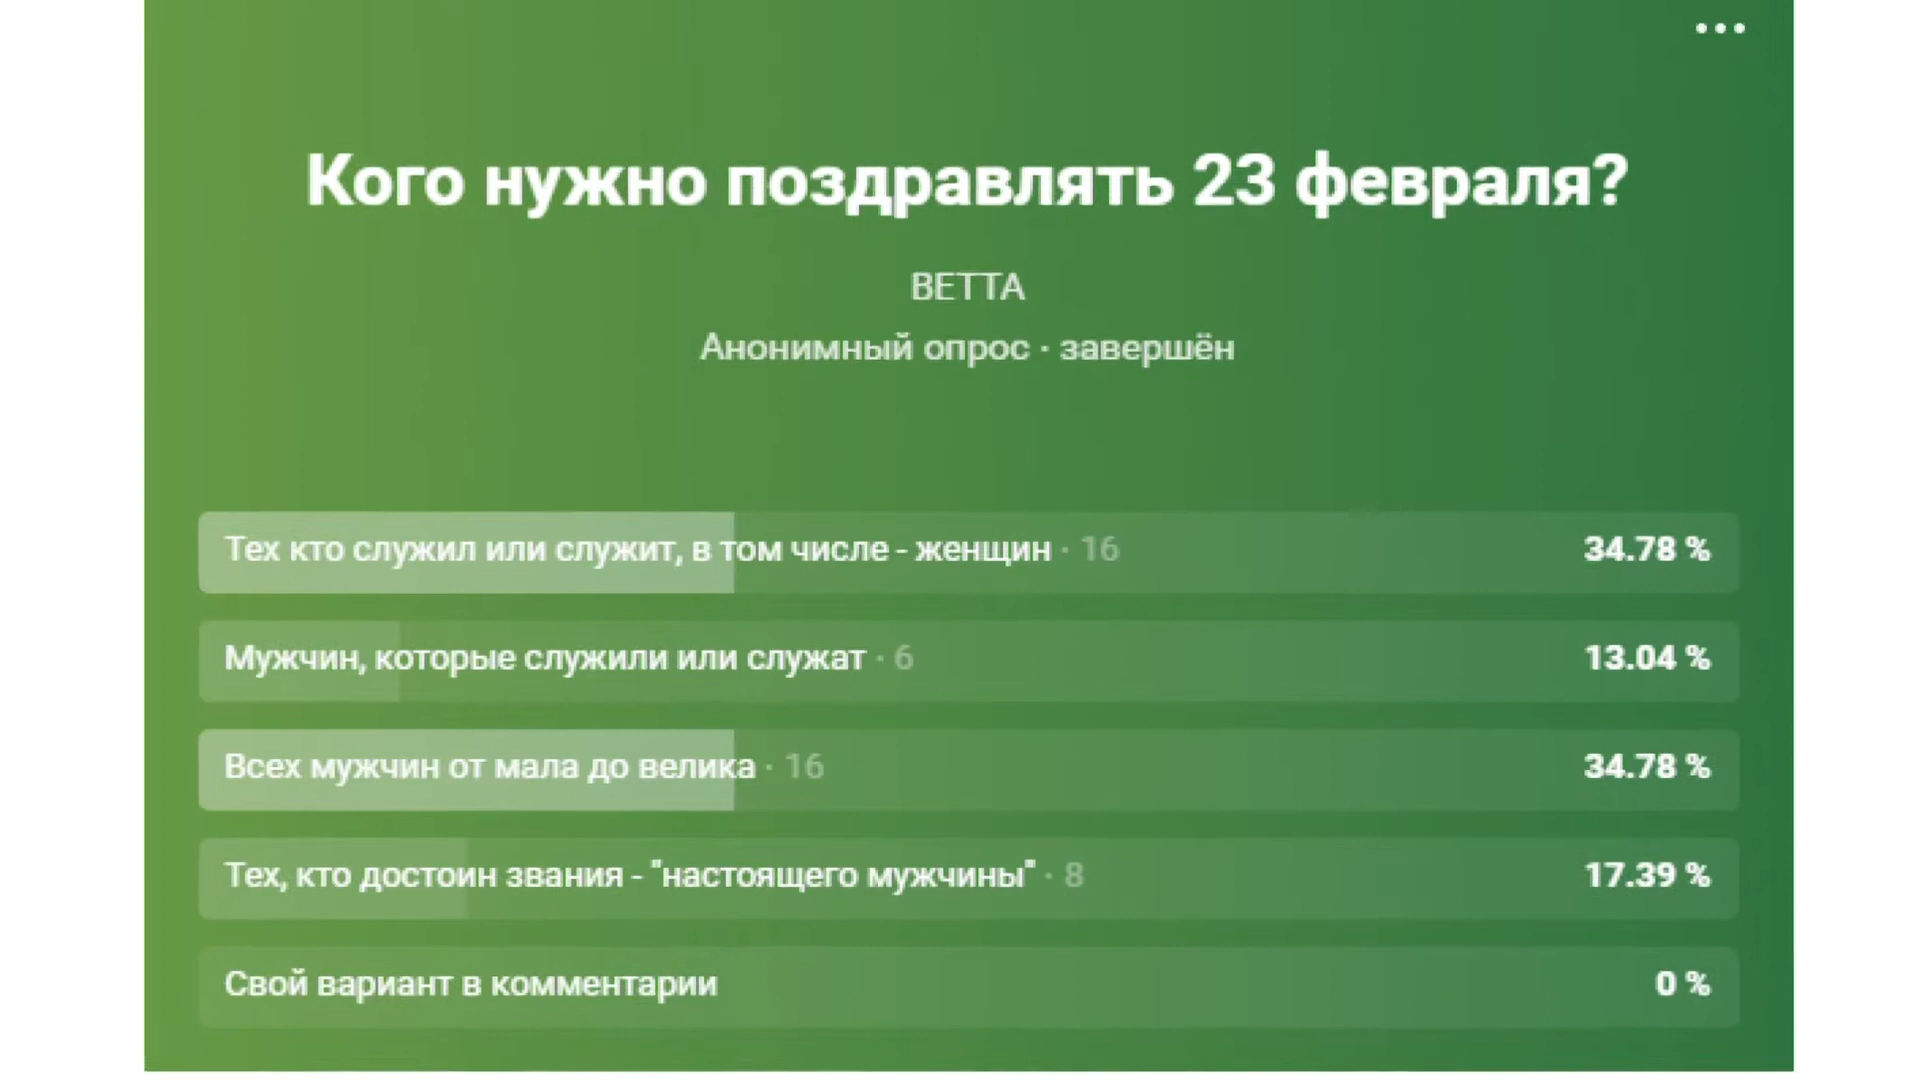 Кого нужно поздравлять 23 февраля?
ВЕТТА
Анонимный опрос · завершён
Тех кто служил или служит, в том числе - женщин · 16 34.78 %
Мужчин, которые служили или служат · 6 13.04 %
Всех мужчин от мала до велика · 16 34.78 %
Тех, кто достоин звания - "настоящего мужчины" · 8 17.39 %
Свой вариант в комментарии 0 %